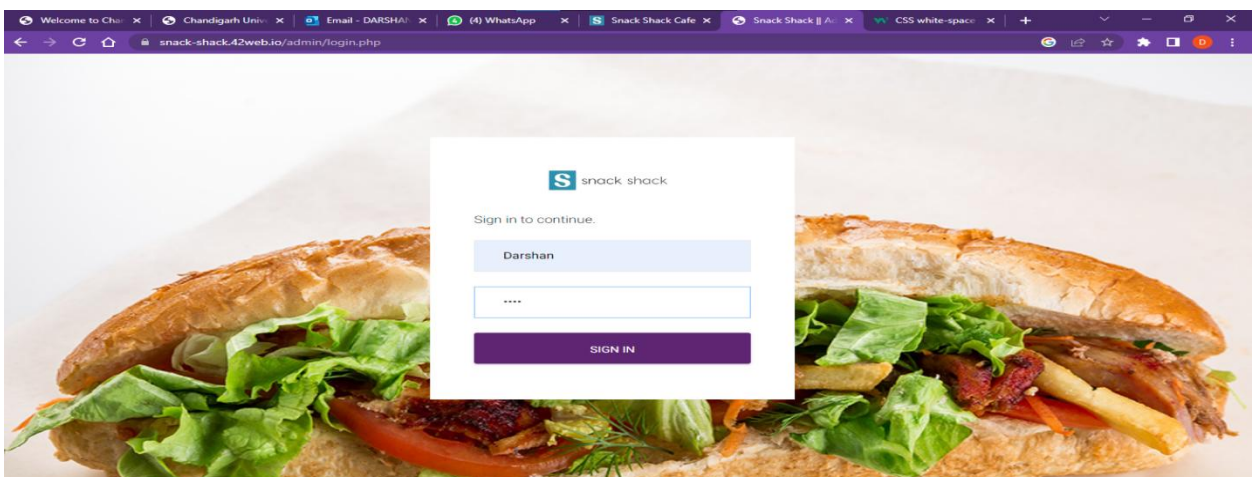 Welcome to Char
Chandigarh Unive
Email - DARSHAN
(4) WhatsApp
Snack Shack Cafe
Snack Shack || Ad
CSS white-space
snack-shack.42web.io/admin/login.php
D
S snack shack
Sign in to continue.
Darshan
••••
SIGN IN